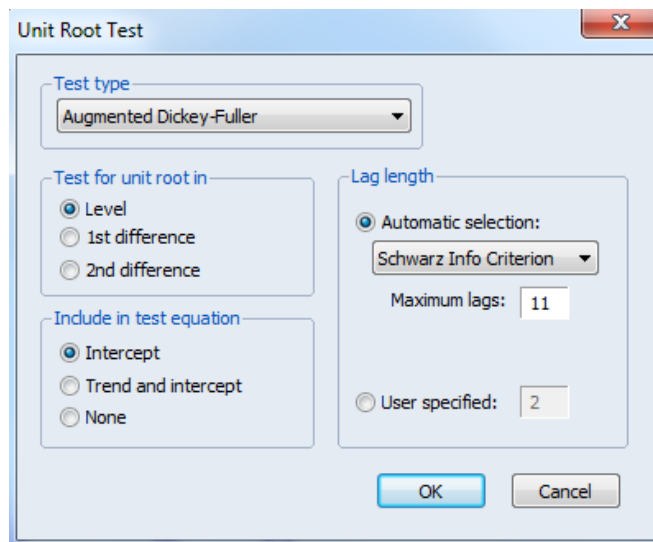 Unit Root Test
Test type
Augmented Dickey-Fuller
Test for unit root in
Level
1st difference
2nd difference
Include in test equation
Intercept
Trend and intercept
None
Lag length
Automatic selection:
Schwarz Info Criterion
Maximum lags: 11
User specified: 2
OK Cancel